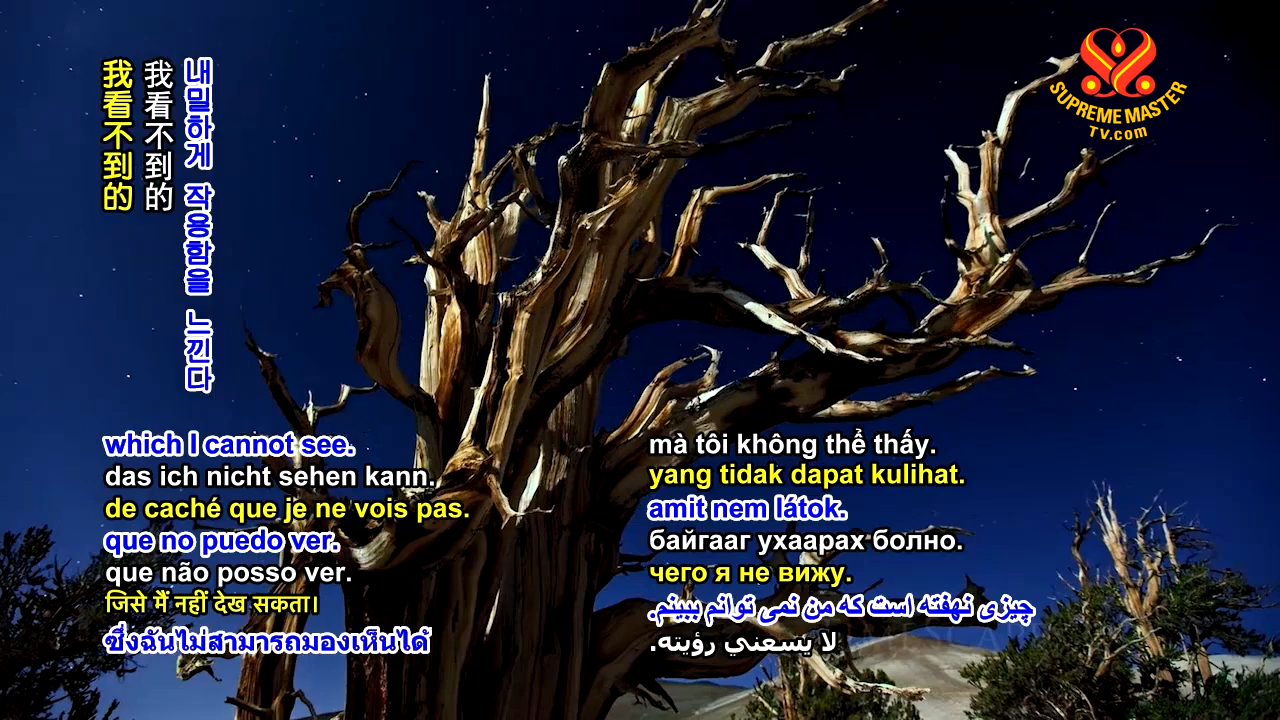 我看不到的
我看不到的
내밀하게 작용함을 느낀다
SUPREME MASTER
TV.com
which I cannot see.
das ich nicht sehen kann.
de caché que je ne vois pas.
que no puedo ver.
que não posso ver.
जिसे मैं नहीं देख सकता।
ซึ่งฉันไม่สามารถมองเห็นได้
mà tôi không thể thấy.
yang tidak dapat kulihat.
amit nem látok.
байгааг ухаарах болно.
чего я не вижу.
چیزی نهفته است که من نمی توانم ببینم.
لا يسعني رؤيته.